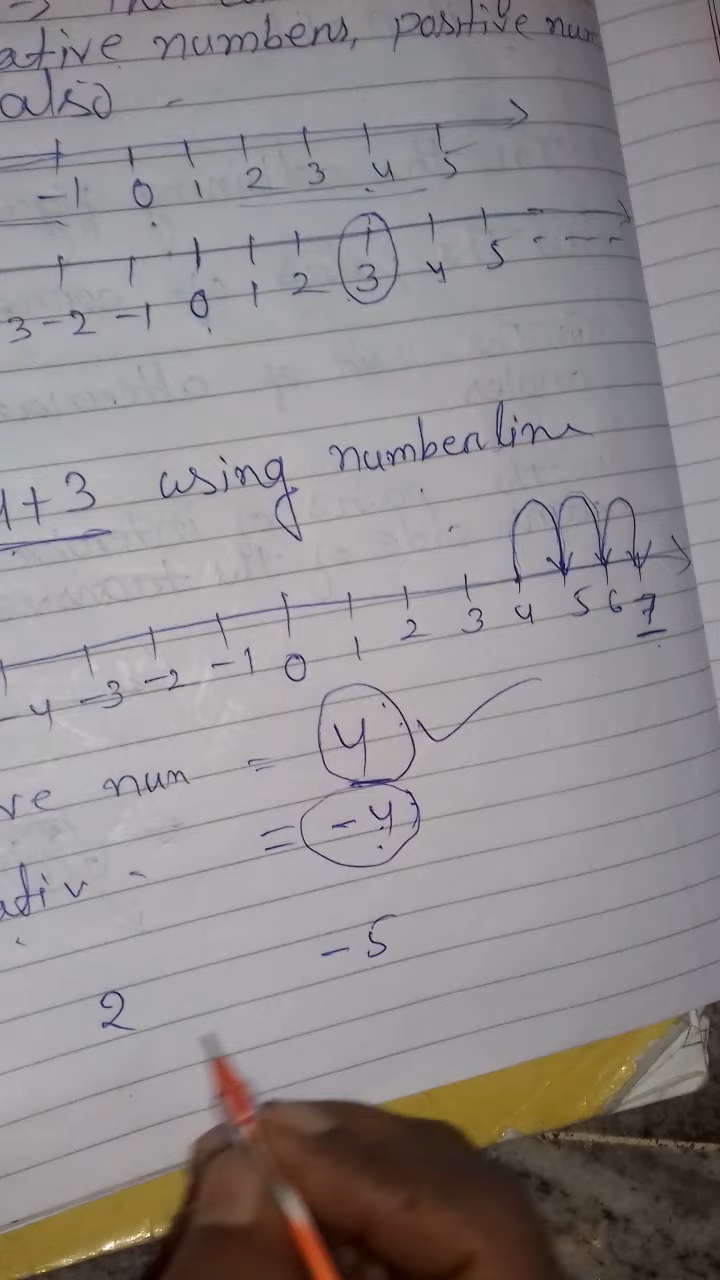 ative numbers, positive num
also -
-1 0 1 2 3 4 5
3 -2 -1 0 1 2 3 4 5 - - - -
4+3 using numberline
-4 -3 -2 -1 0 1 2 3 4 5 6 7
ve num = 4 ✓
ativ - = -4
-5
2